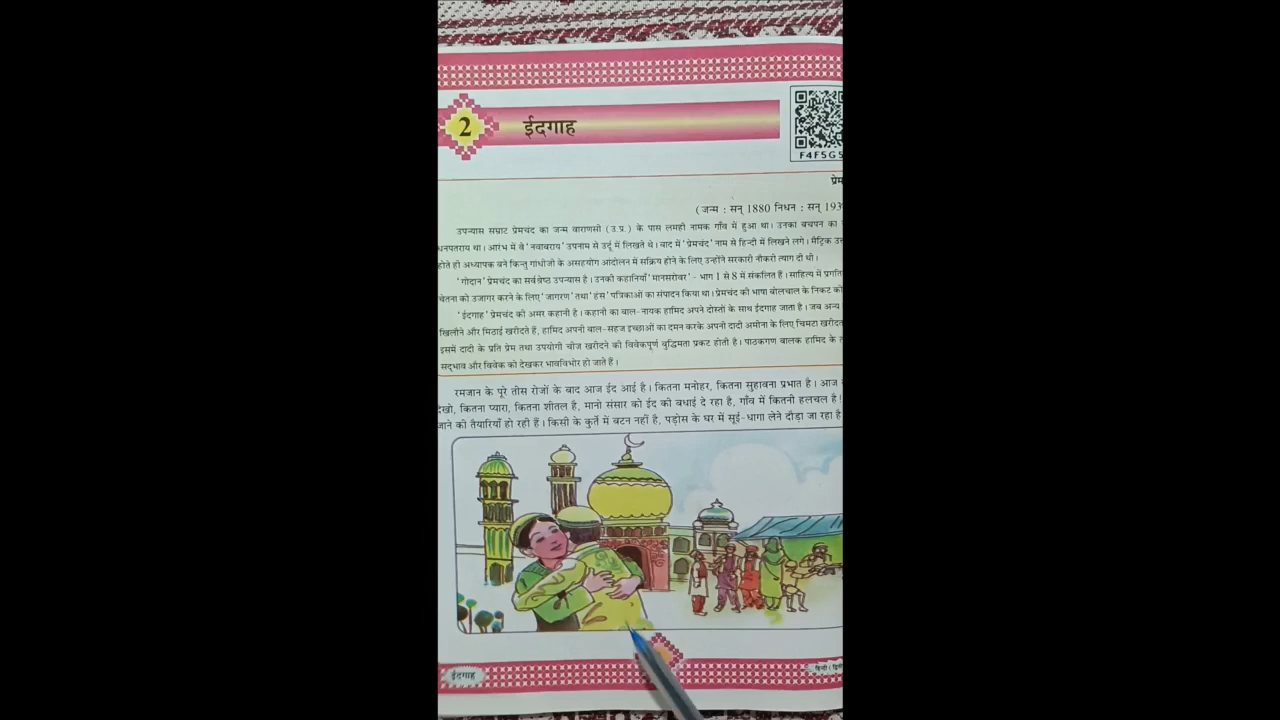 2
ईदगाह
F4F5G5
(जन्म : सन् 1880 निधन : सन् 193
उपन्यास सम्राट प्रेमचंद का जन्म वाराणसी (उ.प्र.) के पास लमही नामक गाँव में हुआ था। उनका बचपन का
धनपतराय था। आरंभ में वे 'नवाबराय' उपनाम से उर्दू में लिखते थे। बाद में 'प्रेमचंद' नाम से हिन्दी में लिखने लगे। मैट्रिक
होते ही अध्यापक बने किन्तु गांधीजी के असहयोग आंदोलन में सक्रिय होने के लिए उन्होंने सरकारी नौकरी त्याग दी थी।
'गोदान' प्रेमचंद का सर्वश्रेष्ठ उपन्यास है। उनकी कहानियाँ 'मानसरोवर' - भाग 1 से 8 में संकलित हैं। साहित्य में
चेतना को उजागर करने के लिए 'जागरण' तथा 'हंस' पत्रिकाओं का संपादन किया था। प्रेमचंद की भाषा बोलचाल के निकट की
'ईदगाह' प्रेमचंद की अमर कहानी है। कहानी का बाल-नायक हामिद अपने दोस्तों के साथ ईदगाह जाता है। जब अन्य
खिलौने और मिठाई खरीदते हैं, हामिद अपनी बाल-सहज इच्छाओं का दमन करके अपनी दादी अमीना के लिए चिमटा
इसमें दादी के प्रति प्रेम तथा उपयोगी चीज खरीदने की विवेकपूर्ण बुद्धिमता प्रकट होती है। पाठकगण बालक हामिद के
सद्भाव और विवेक को देखकर भावविभोर हो जाते हैं।
रमजान के पूरे तीस रोजों के बाद आज ईद आई है। कितना मनोहर, कितना सुहावना प्रभात है। आज
देखो, कितना प्यारा, कितना शीतल है, मानो संसार को ईद की बधाई दे रहा है, गाँव में कितनी हलचल है!
जाने की तैयारियाँ हो रही हैं। किसी के कुर्ते में बटन नहीं है, पड़ोस के घर में सूई-धागा लेने दौड़ा जा रहा है
ईदगाह